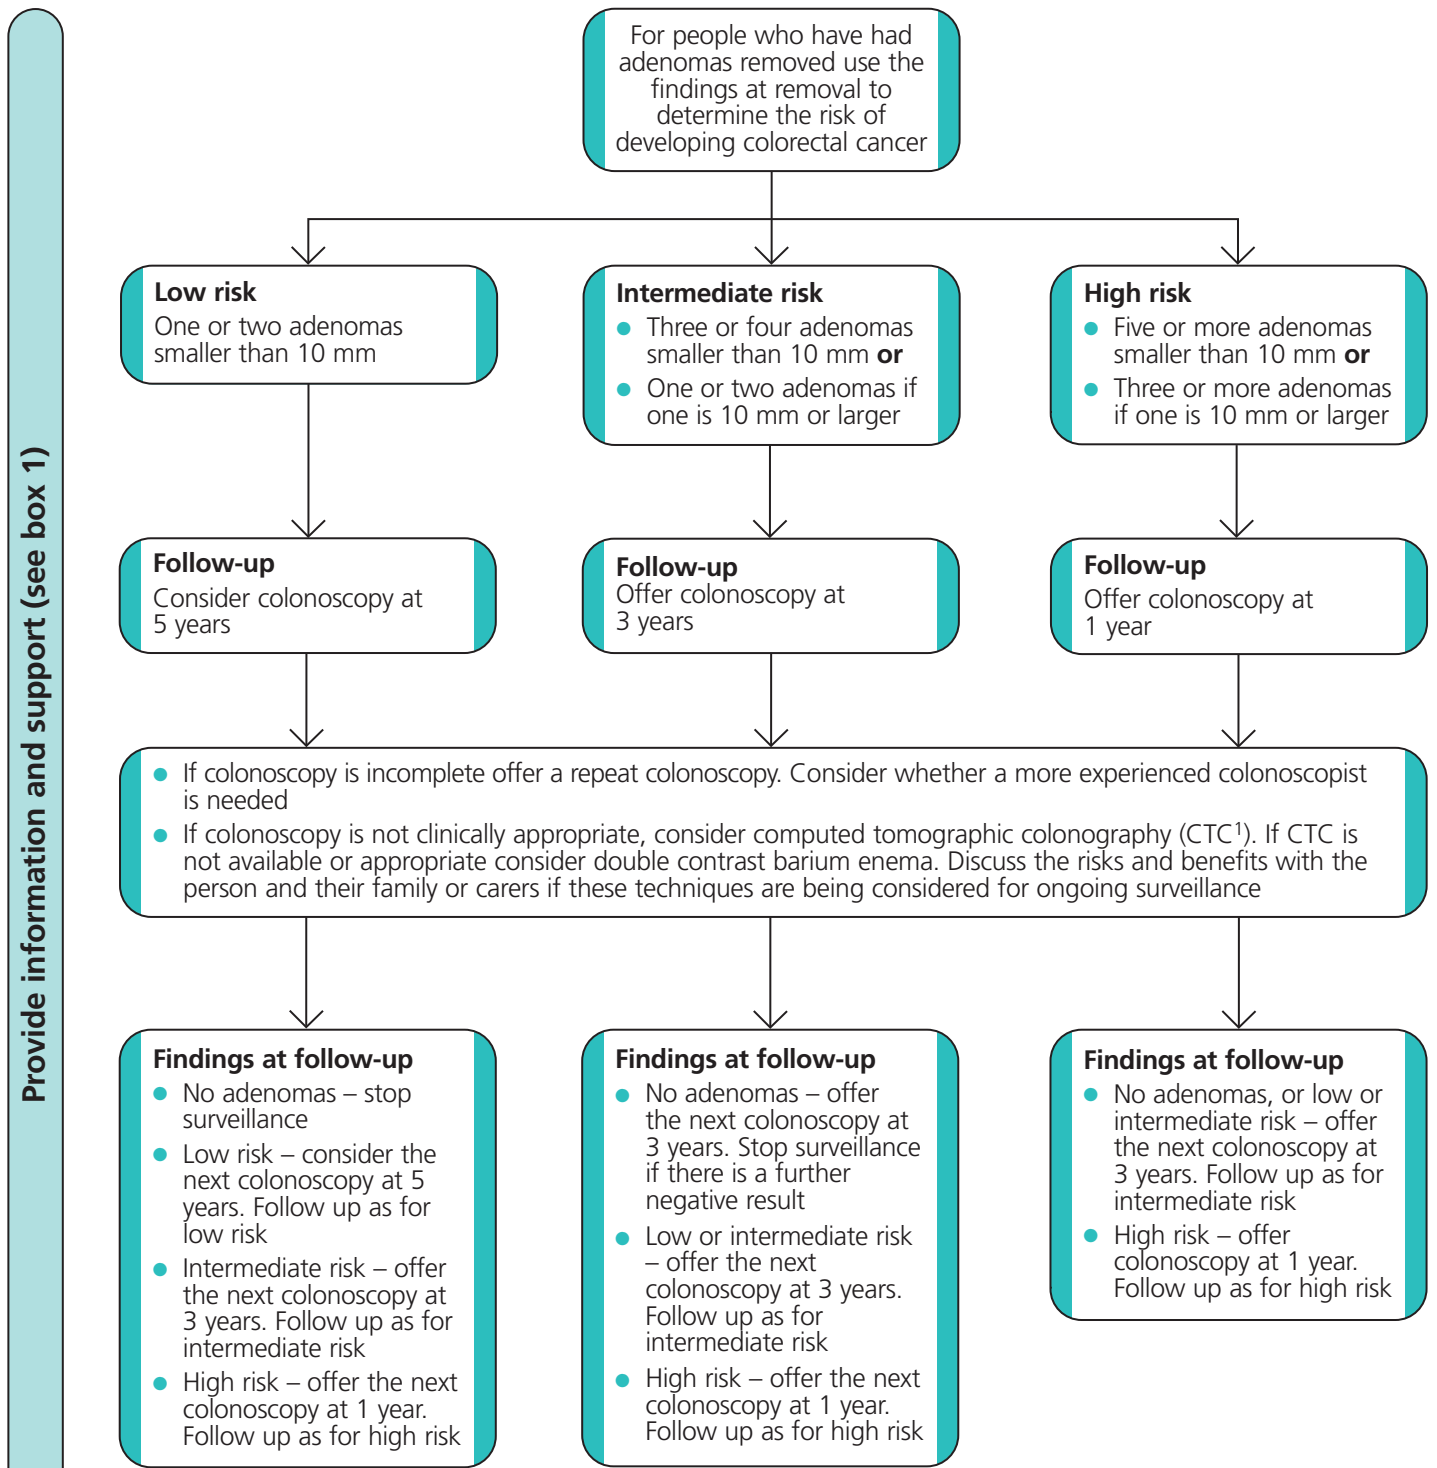 Provide information and support (see box 1)
For people who have had
adenomas removed use the
findings at removal to
determine the risk of
developing colorectal cancer
Low risk
One or two adenomas
smaller than 10 mm
Intermediate risk
● Three or four adenomas
smaller than 10 mm or
● One or two adenomas if
one is 10 mm or larger
High risk
● Five or more adenomas
smaller than 10 mm or
● Three or more adenomas
if one is 10 mm or larger
Follow-up
Consider colonoscopy at
5 years
Follow-up
Offer colonoscopy at
3 years
Follow-up
Offer colonoscopy at
1 year
● If colonoscopy is incomplete offer a repeat colonoscopy. Consider whether a more experienced colonoscopist
is needed
● If colonoscopy is not clinically appropriate, consider computed tomographic colonography (CTC¹). If CTC is
not available or appropriate consider double contrast barium enema. Discuss the risks and benefits with the
person and their family or carers if these techniques are being considered for ongoing surveillance
Findings at follow-up
● No adenomas – stop
surveillance
● Low risk – consider the
next colonoscopy at 5
years. Follow up as for
low risk
● Intermediate risk – offer
the next colonoscopy at
3 years. Follow up as for
intermediate risk
● High risk – offer the next
colonoscopy at 1 year.
Follow up as for high risk
Findings at follow-up
● No adenomas – offer
the next colonoscopy at
3 years. Stop surveillance
if there is a further
negative result
● Low or intermediate risk
– offer the next
colonoscopy at 3 years.
Follow up as for
intermediate risk
● High risk – offer the next
colonoscopy at 1 year.
Follow up as for high risk
Findings at follow-up
● No adenomas, or low or
intermediate risk – offer
the next colonoscopy at
3 years. Follow up as for
intermediate risk
● High risk – offer
colonoscopy at 1 year.
Follow up as for high risk